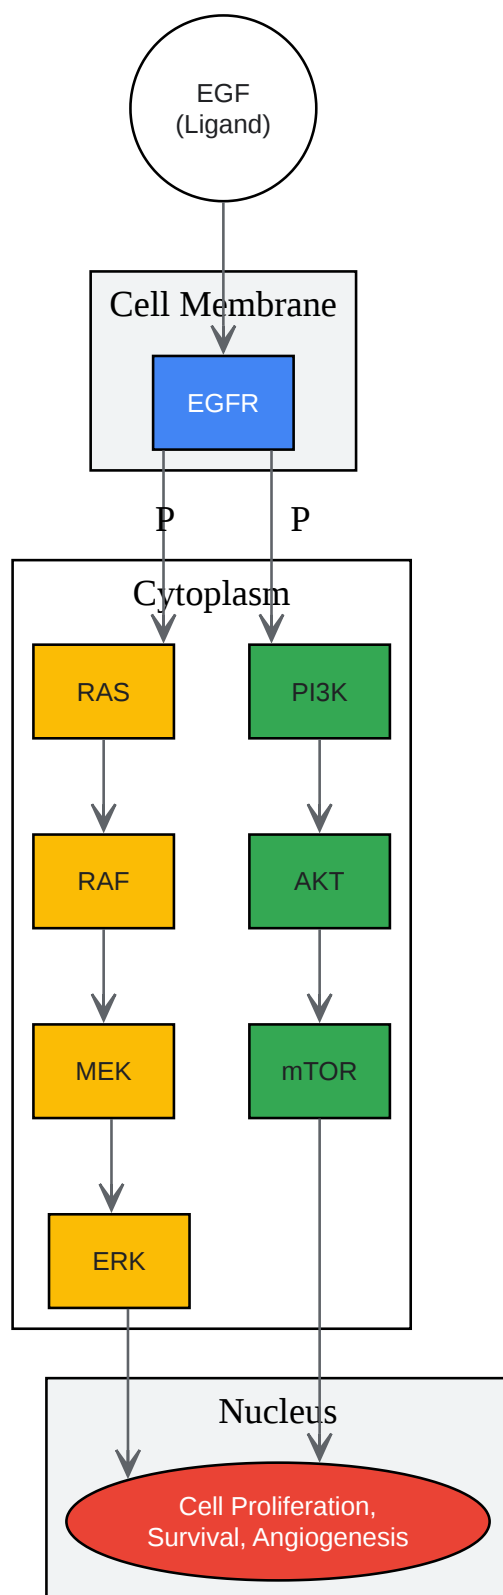 EGF
(Ligand)
Cell Membrane
EGFR
P
P
Cytoplasm
RAS
PI3K
RAF
AKT
MEK
mTOR
ERK
Nucleus
Cell Proliferation,
Survival, Angiogenesis